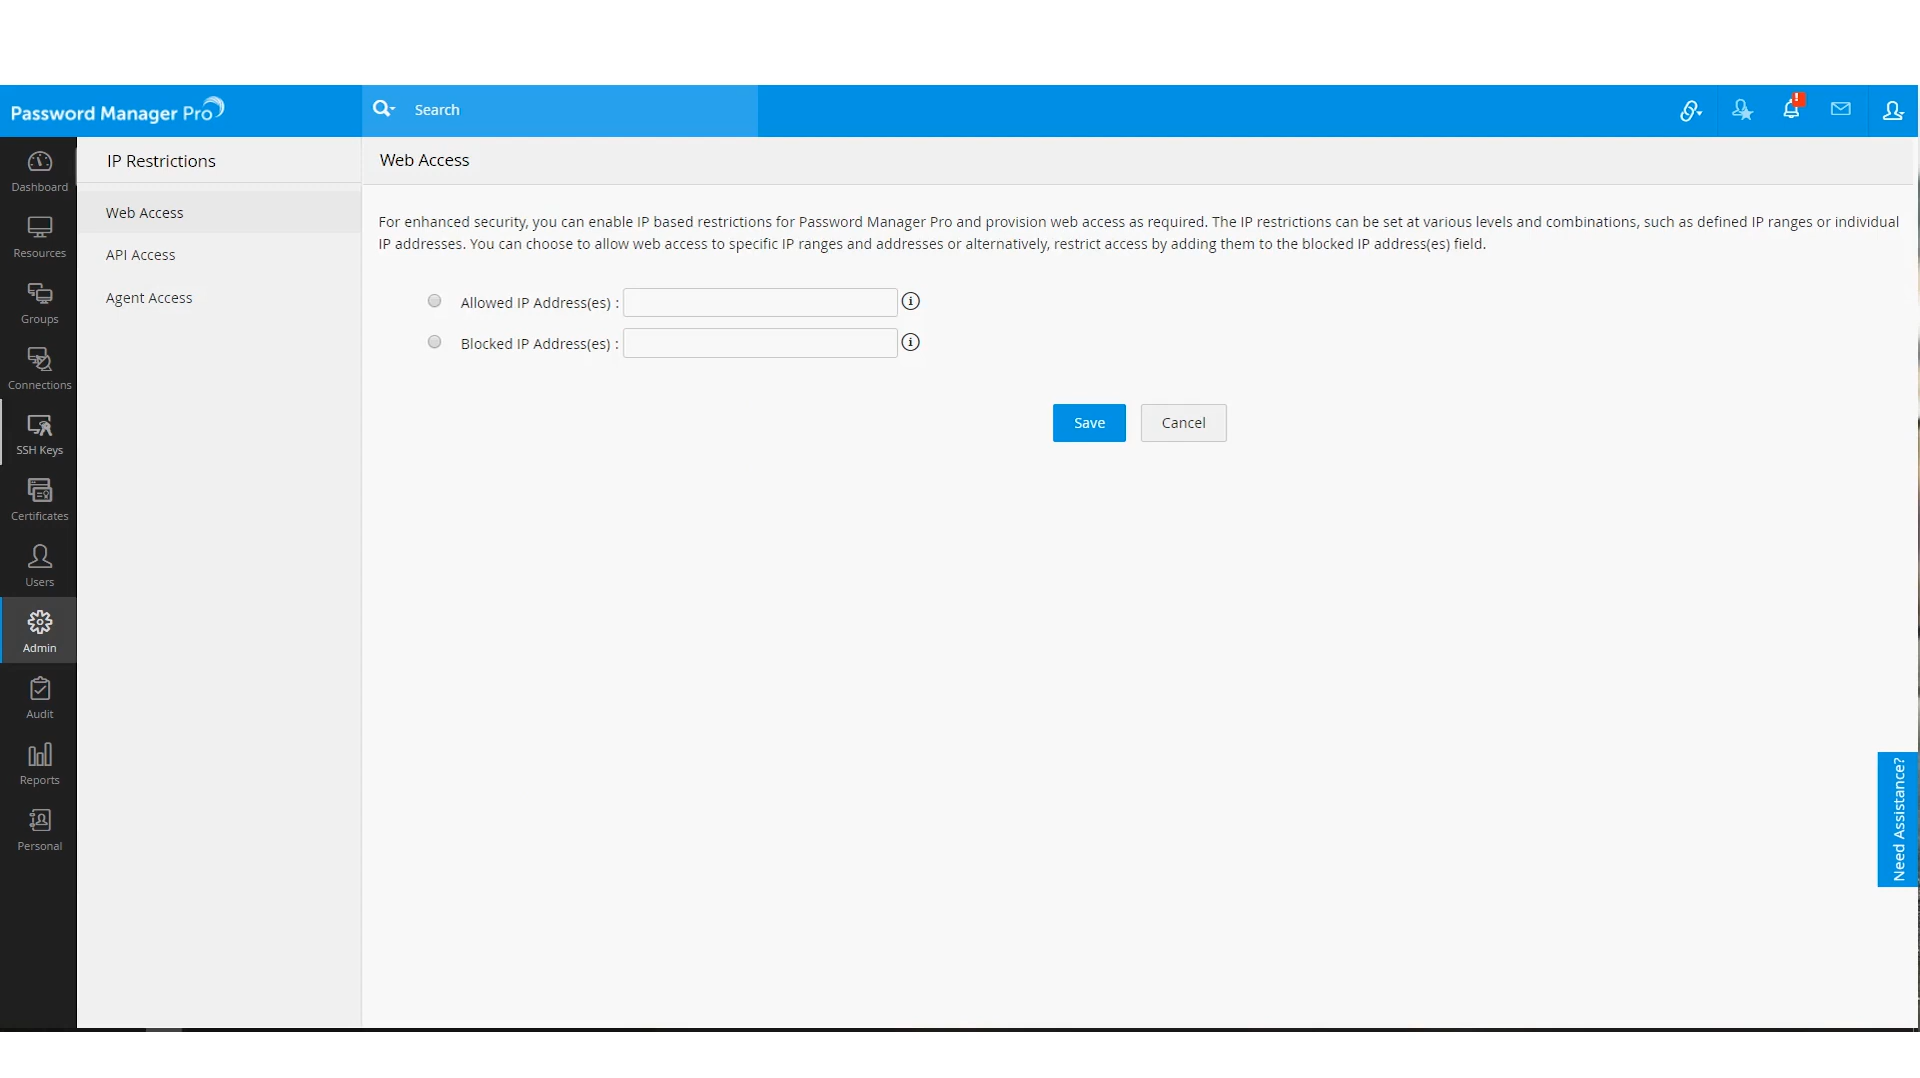 Password Manager Pro
Search
!
Dashboard
Resources
Groups
Connections
SSH Keys
Certificates
Users
Admin
Audit
Reports
Personal
IP Restrictions
Web Access
API Access
Agent Access
Web Access
For enhanced security, you can enable IP based restrictions for Password Manager Pro and provision web access as required. The IP restrictions can be set at various levels and combinations, such as defined IP ranges or individual
IP addresses. You can choose to allow web access to specific IP ranges and addresses or alternatively, restrict access by adding them to the blocked IP address(es) field.
Allowed IP Address(es) :
Blocked IP Address(es) :
Save
Cancel
Need Assistance?